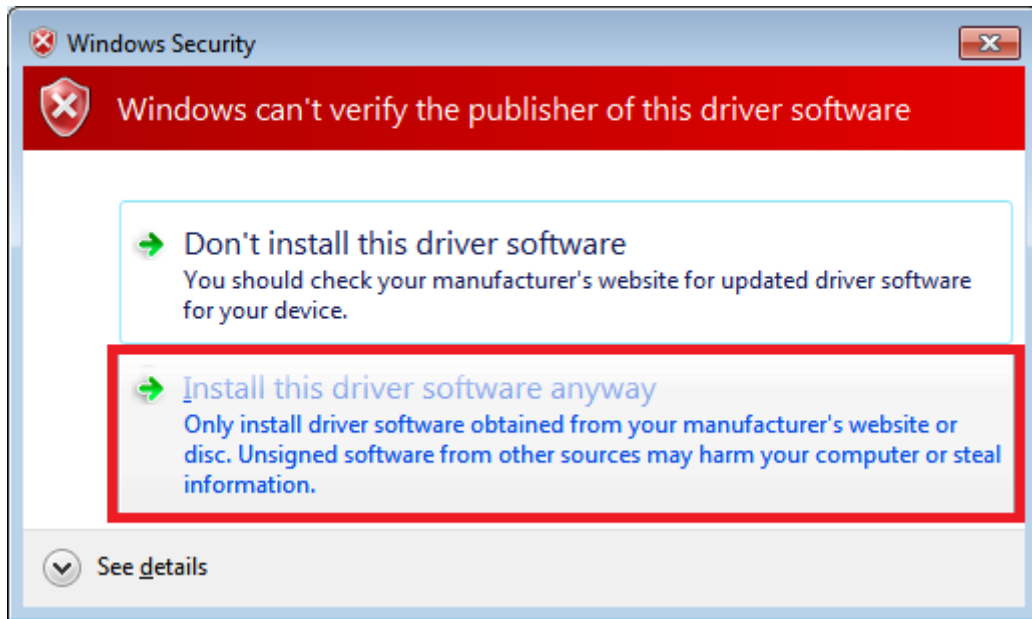 Windows Security
Windows can't verify the publisher of this driver software
Don't install this driver software
You should check your manufacturer's website for updated driver software
for your device.
Install this driver software anyway
Only install driver software obtained from your manufacturer's website or
disc. Unsigned software from other sources may harm your computer or steal
information.
See details